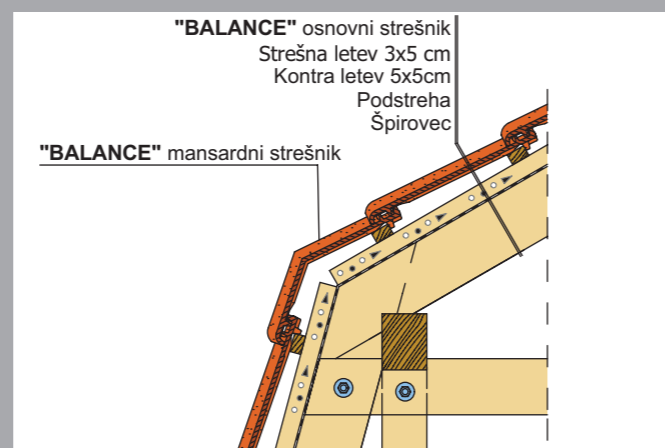 "BALANCE" osnovni strešnik
Strešna letev 3x5 cm
Kontra letev 5x5cm
Podstreha
Špirovec
"BALANCE" mansardni strešnik